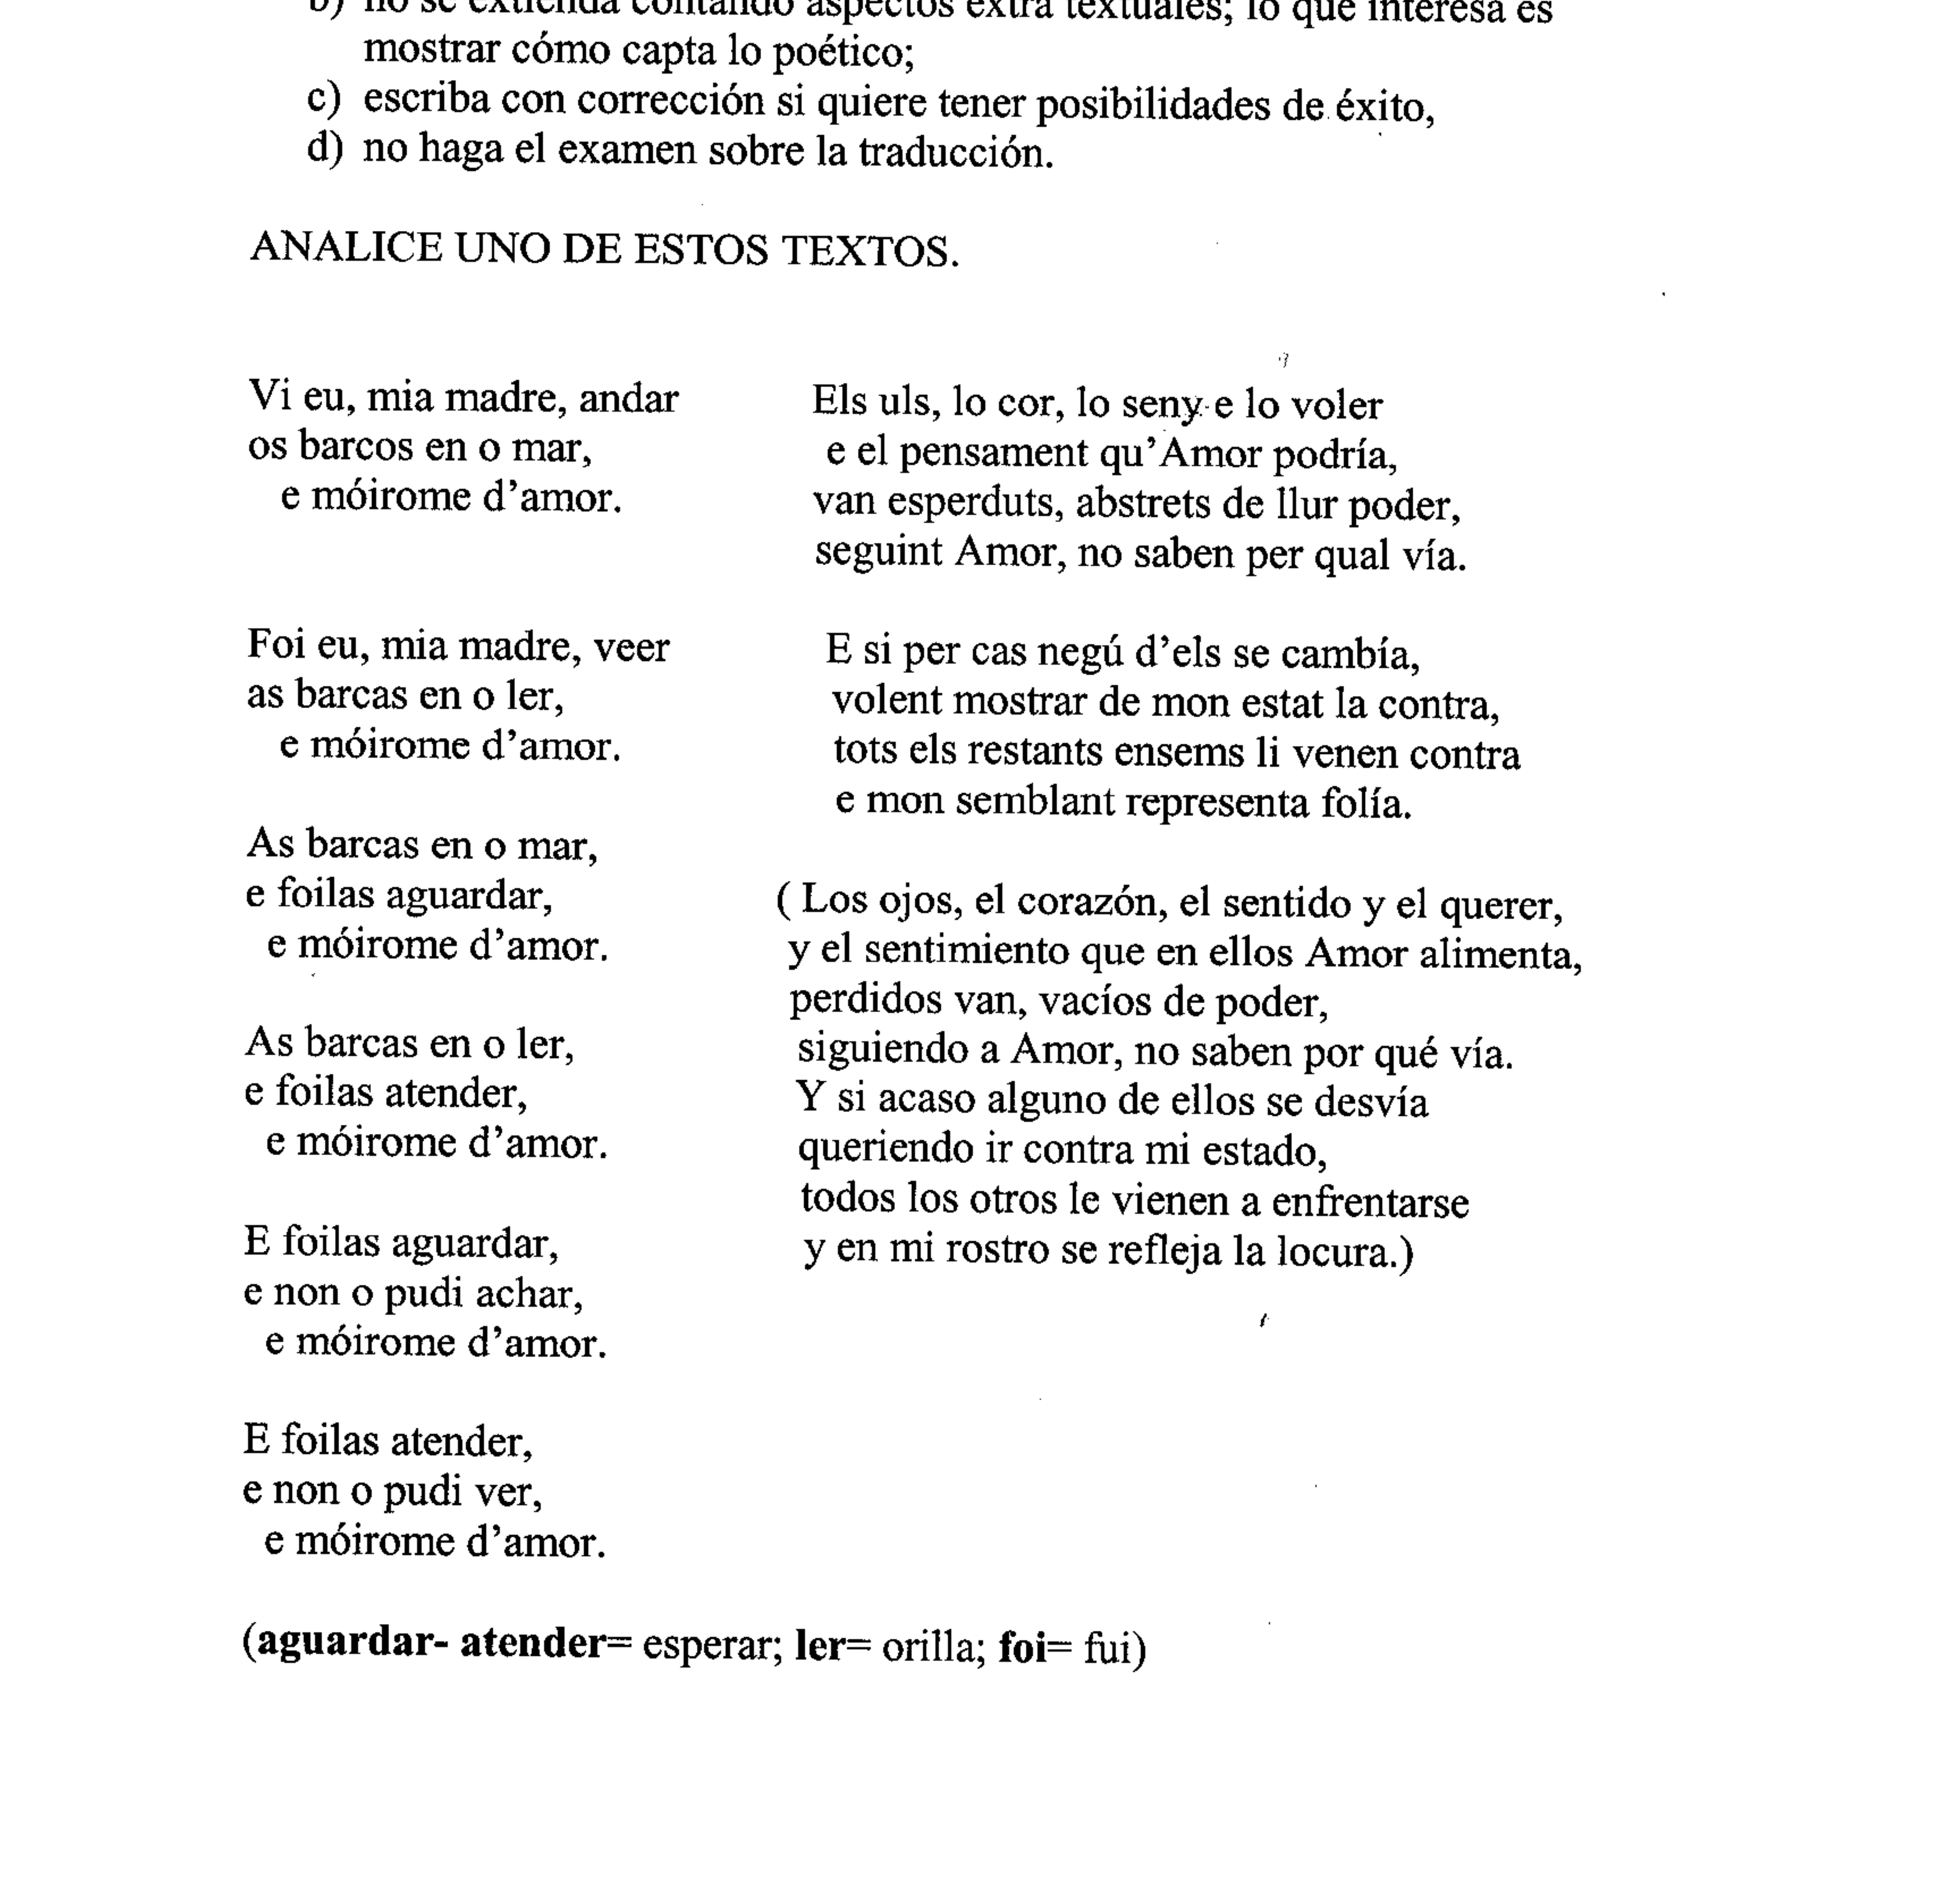 b) no se extienda contando aspectos extra textuales; lo que interesa es
mostrar cómo capta lo poético;
c) escriba con corrección si quiere tener posibilidades de éxito,
d) no haga el examen sobre la traducción.
ANALICE UNO DE ESTOS TEXTOS.
Vi eu, mia madre, andar
os barcos en o mar,
e móirome d'amor.
Foi eu, mia madre, veer
as barcas en o ler,
e móirome d'amor.
As barcas en o mar,
e foilas aguardar,
e móirome d'amor.
As barcas en o ler,
e foilas atender,
e móirome d'amor.
E foilas aguardar,
e non o pudi achar,
e móirome d'amor.
E foilas atender,
e non o pudi ver,
e móirome d'amor.
(aguardar- atender= esperar; ler= orilla; foi= fui)
Els uls, lo cor, lo seny e lo voler
e el pensament qu'Amor podría,
van esperduts, abstrets de llur poder,
seguint Amor, no saben per qual vía.
E si per cas negú d'els se cambía,
volent mostrar de mon estat la contra,
tots els restants ensems li venen contra
e mon semblant representa folía.
( Los ojos, el corazón, el sentido y el querer,
y el sentimiento que en ellos Amor alimenta,
perdidos van, vacíos de poder,
siguiendo a Amor, no saben por qué vía.
Y si acaso alguno de ellos se desvía
queriendo ir contra mi estado,
todos los otros le vienen a enfrentarse
y en mi rostro se refleja la locura.)